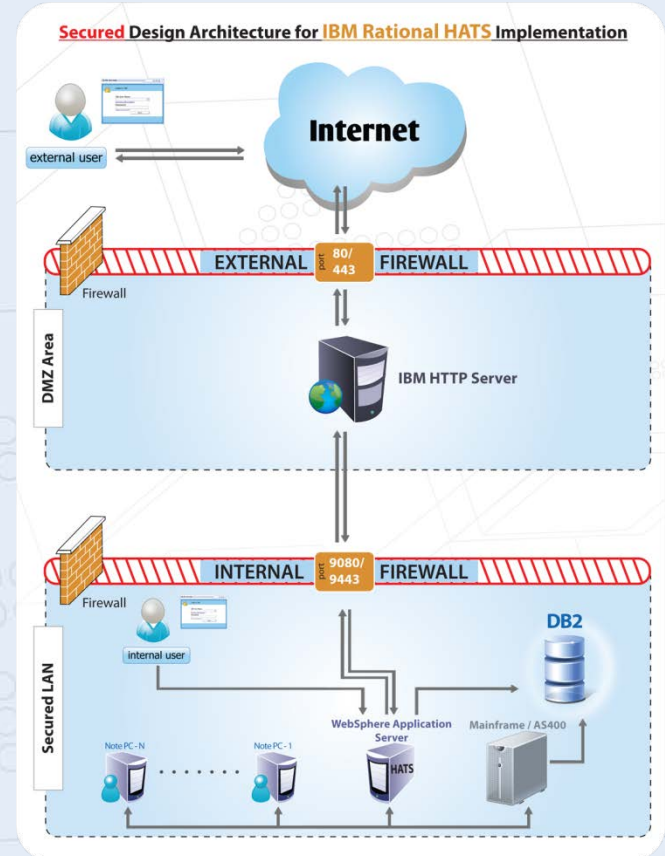 Secured Design Architecture for IBM Rational HATS Implementation
external user
Internet
EXTERNAL
port
80/
443
FIREWALL
Firewall
DMZ Area
IBM HTTP Server
INTERNAL
port
9080/
9443
FIREWALL
Firewall
Secured LAN
internal user
DB2
WebSphere Application
Server
Mainframe / AS400
Note PC - N
Note PC - 1
HATS